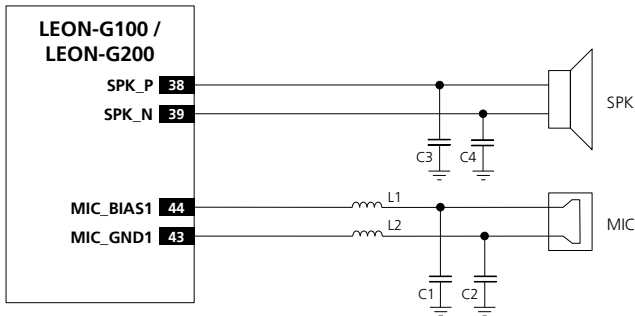 LEON-G100 /
LEON-G200
SPK_P 38
SPK_N 39
SPK
C3 C4
MIC_BIAS1 44
L1
MIC_GND1 43
L2
MIC
C1 C2